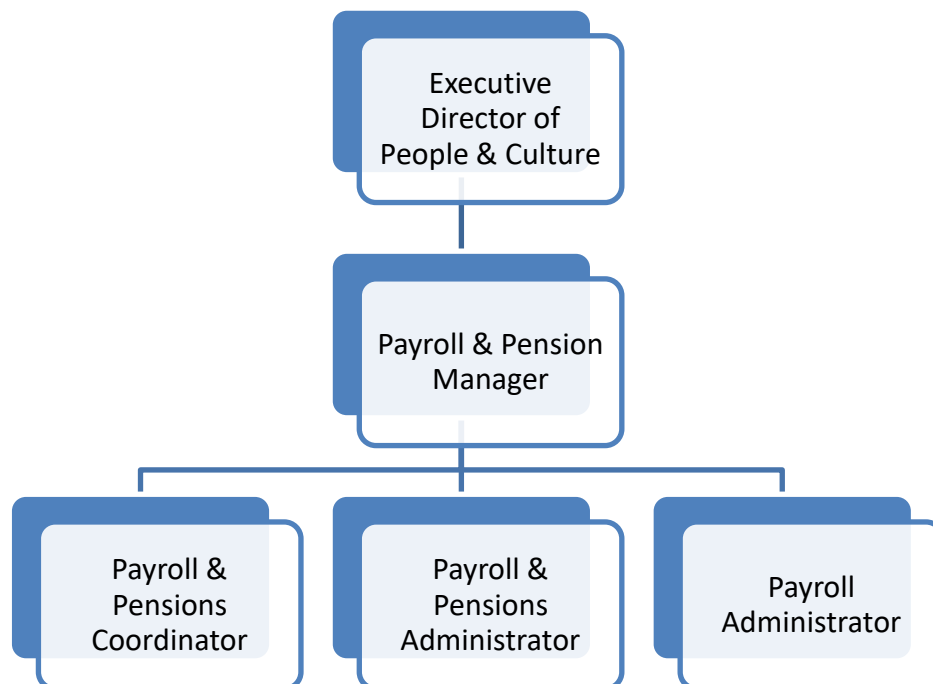 Executive
Director of
People & Culture
Payroll & Pension
Manager
Payroll &
Pensions
Coordinator
Payroll &
Pensions
Administrator
Payroll
Administrator